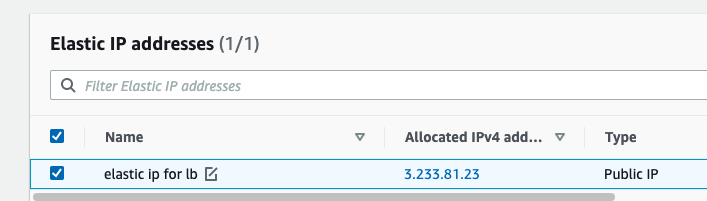 Elastic IP addresses (1/1)
Filter Elastic IP addresses
Name Allocated IPv4 add... Type
elastic ip for lb 3.233.81.23 Public IP